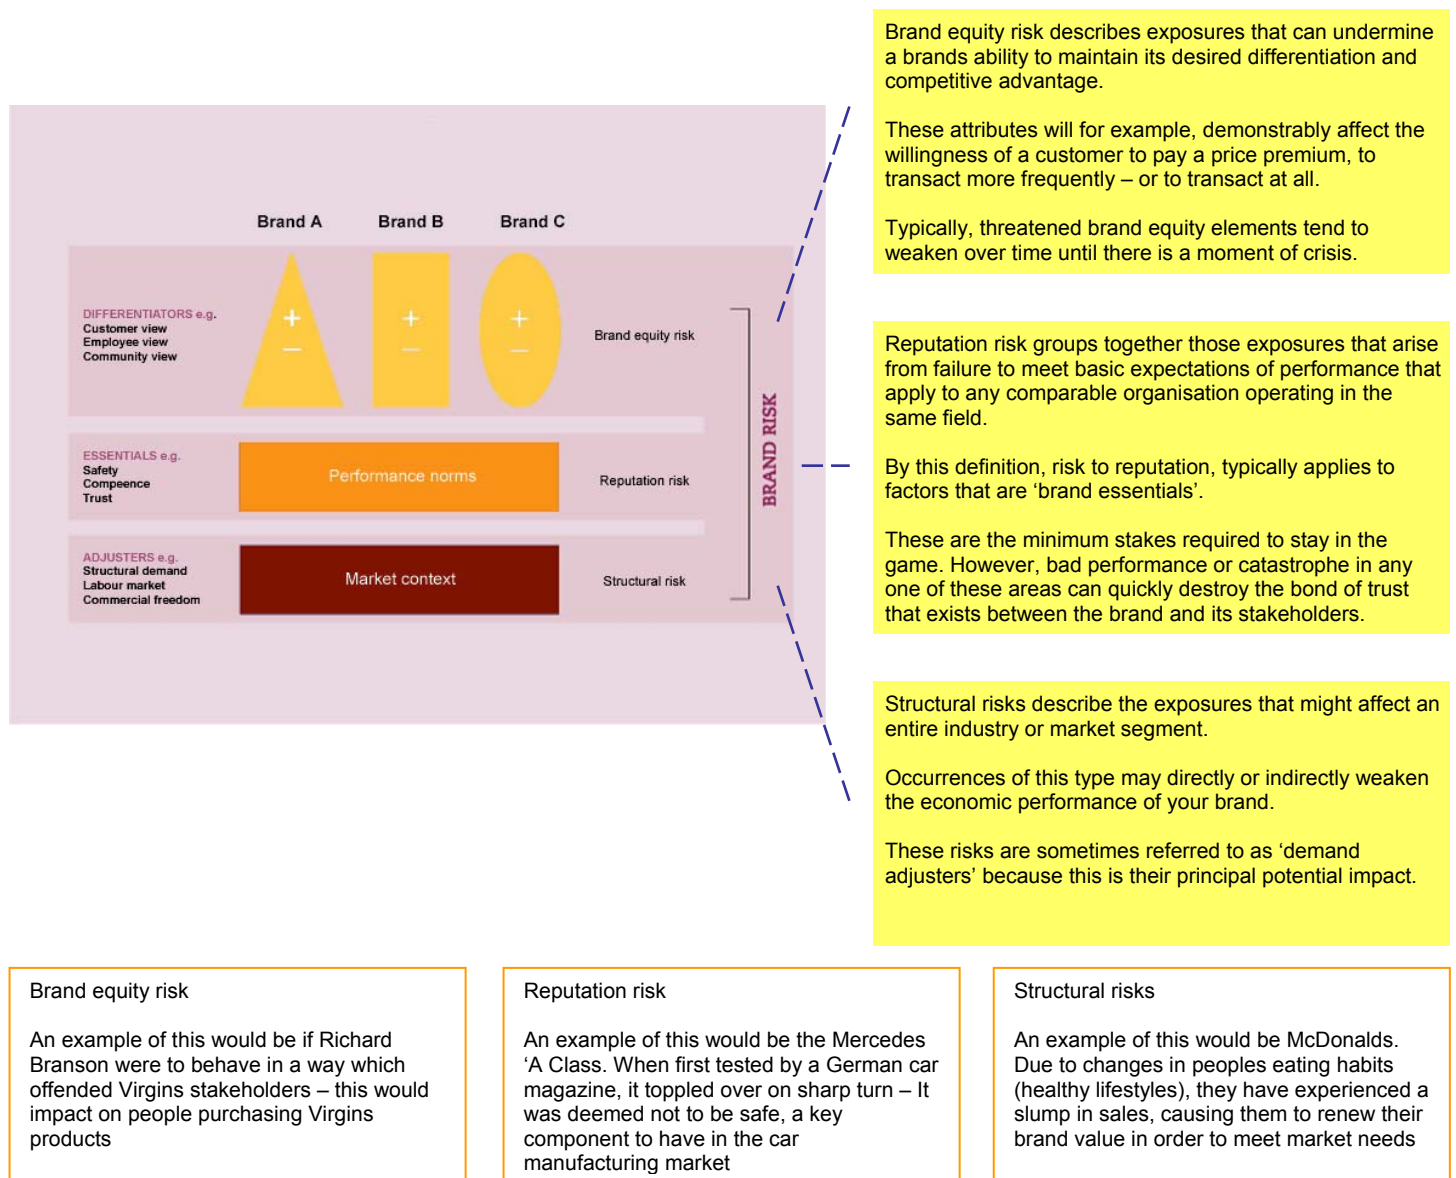 Brand equity risk describes exposures that can undermine
a brands ability to maintain its desired differentiation and
competitive advantage.
These attributes will for example, demonstrably affect the
willingness of a customer to pay a price premium, to
transact more frequently – or to transact at all.
Typically, threatened brand equity elements tend to
weaken over time until there is a moment of crisis.
Brand A Brand B Brand C
DIFFERENTIATORS e.g.
Customer view
Employee view
Community view
+
–
+
–
+
–
Brand equity risk
ESSENTIALS e.g.
Safety
Compeence
Trust
Performance norms
Reputation risk
ADJUSTERS e.g.
Structural demand
Labour market
Commercial freedom
Market context
Structural risk
BRAND RISK
Reputation risk groups together those exposures that arise
from failure to meet basic expectations of performance that
apply to any comparable organisation operating in the
same field.
By this definition, risk to reputation, typically applies to
factors that are ‘brand essentials’.
These are the minimum stakes required to stay in the
game. However, bad performance or catastrophe in any
one of these areas can quickly destroy the bond of trust
that exists between the brand and its stakeholders.
Structural risks describe the exposures that might affect an
entire industry or market segment.
Occurrences of this type may directly or indirectly weaken
the economic performance of your brand.
These risks are sometimes referred to as ‘demand
adjusters’ because this is their principal potential impact.
Brand equity risk
An example of this would be if Richard
Branson were to behave in a way which
offended Virgins stakeholders – this would
impact on people purchasing Virgins
products
Reputation risk
An example of this would be the Mercedes
‘A Class. When first tested by a German car
magazine, it toppled over on sharp turn – It
was deemed not to be safe, a key
component to have in the car
manufacturing market
Structural risks
An example of this would be McDonalds.
Due to changes in peoples eating habits
(healthy lifestyles), they have experienced a
slump in sales, causing them to renew their
brand value in order to meet market needs